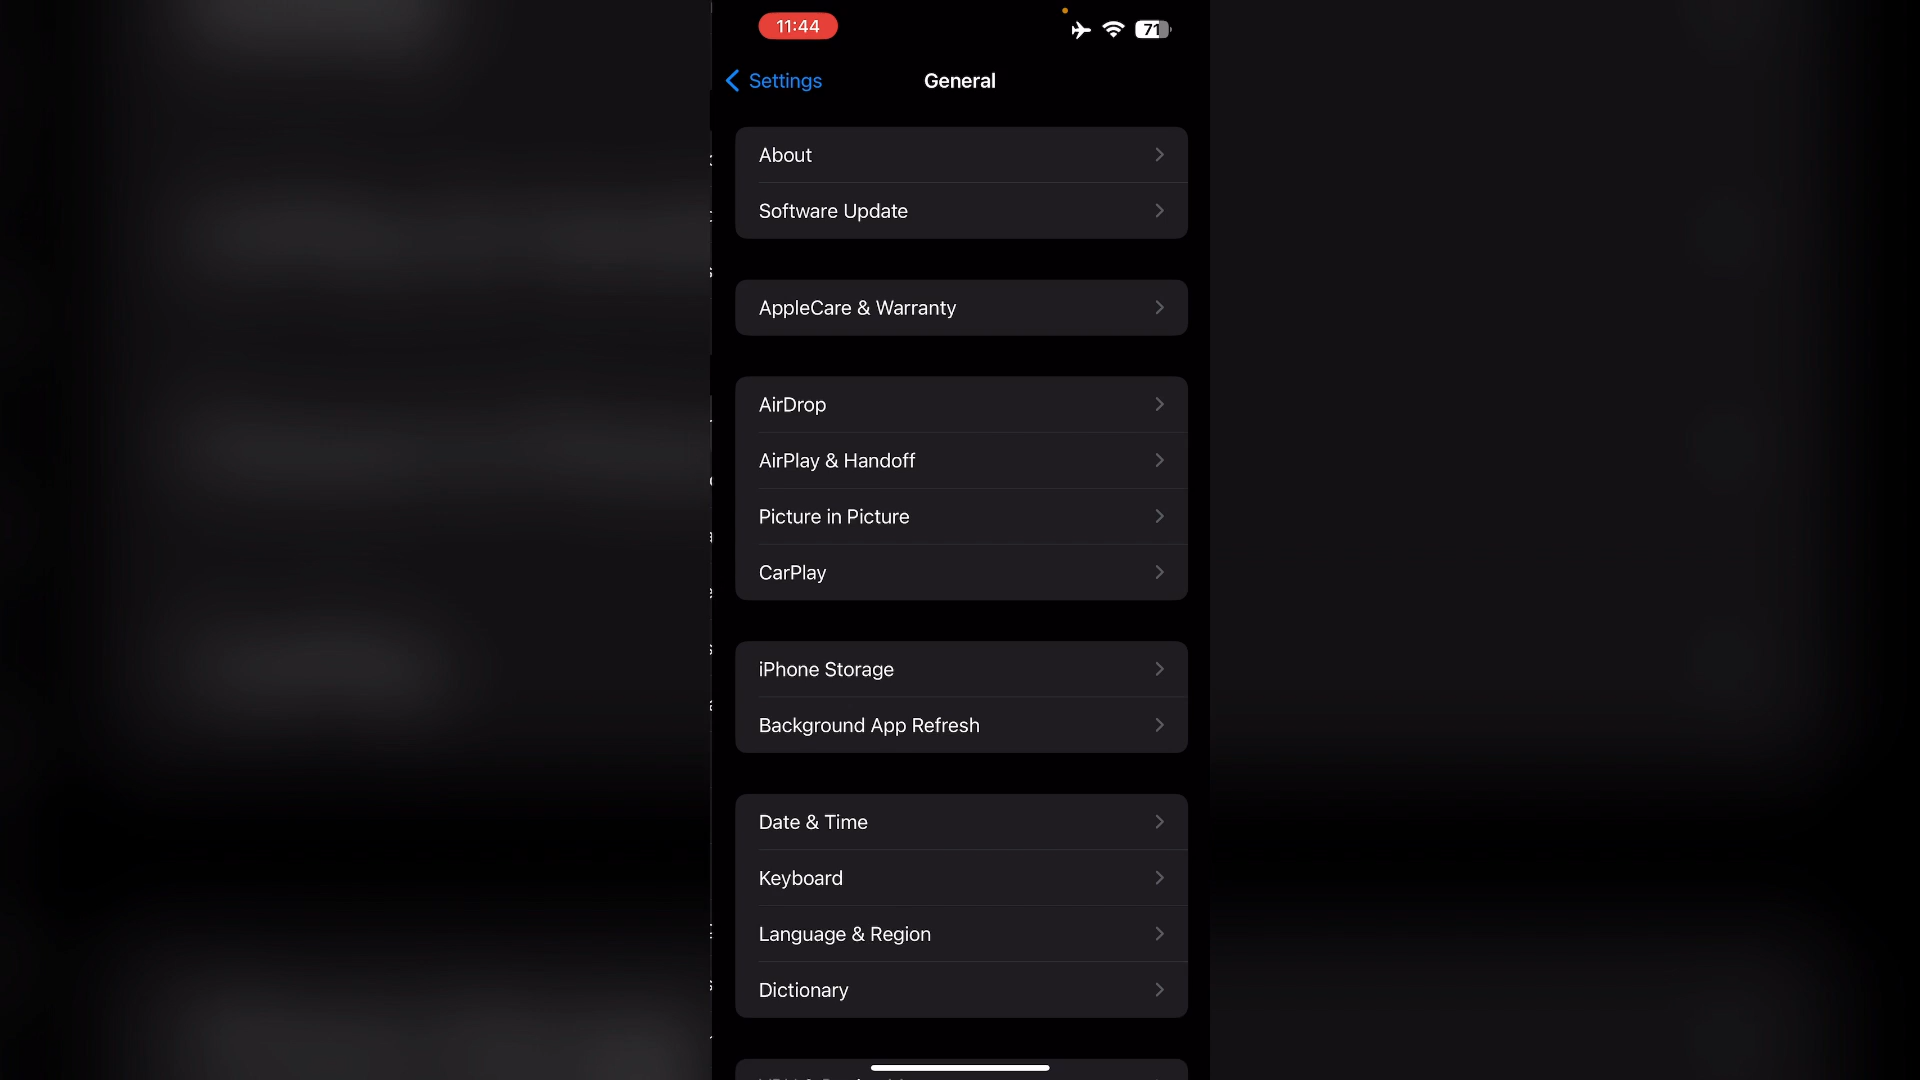 11:44
71
Settings
General
About
Software Update
AppleCare & Warranty
AirDrop
AirPlay & Handoff
Picture in Picture
CarPlay
iPhone Storage
Background App Refresh
Date & Time
Keyboard
Language & Region
Dictionary